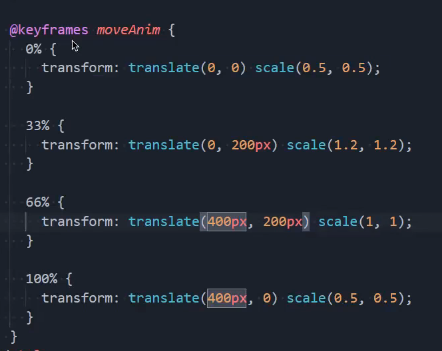 @keyframes moveAnim {
0% {
transform: translate(0, 0) scale(0.5, 0.5);
}
33% {
transform: translate(0, 200px) scale(1.2, 1.2);
}
66% {
transform: translate(400px, 200px) scale(1, 1);
}
100% {
transform: translate(400px, 0) scale(0.5, 0.5);
}
}